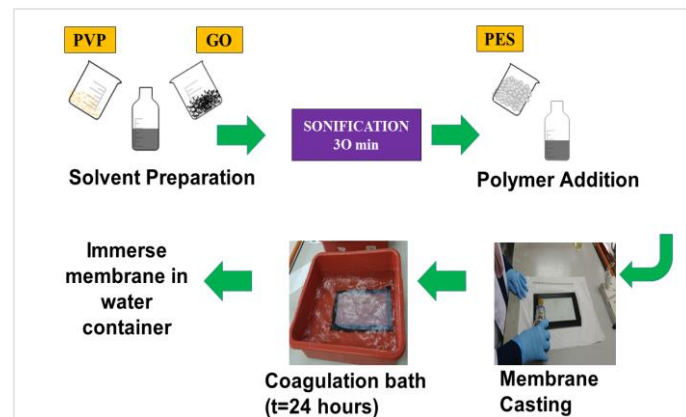 PVP
GO
PES
SONIFICATION
3O min
Solvent Preparation
Polymer Addition
Immerse
membrane in
water
container
Coagulation bath
(t=24 hours)
Membrane
Casting